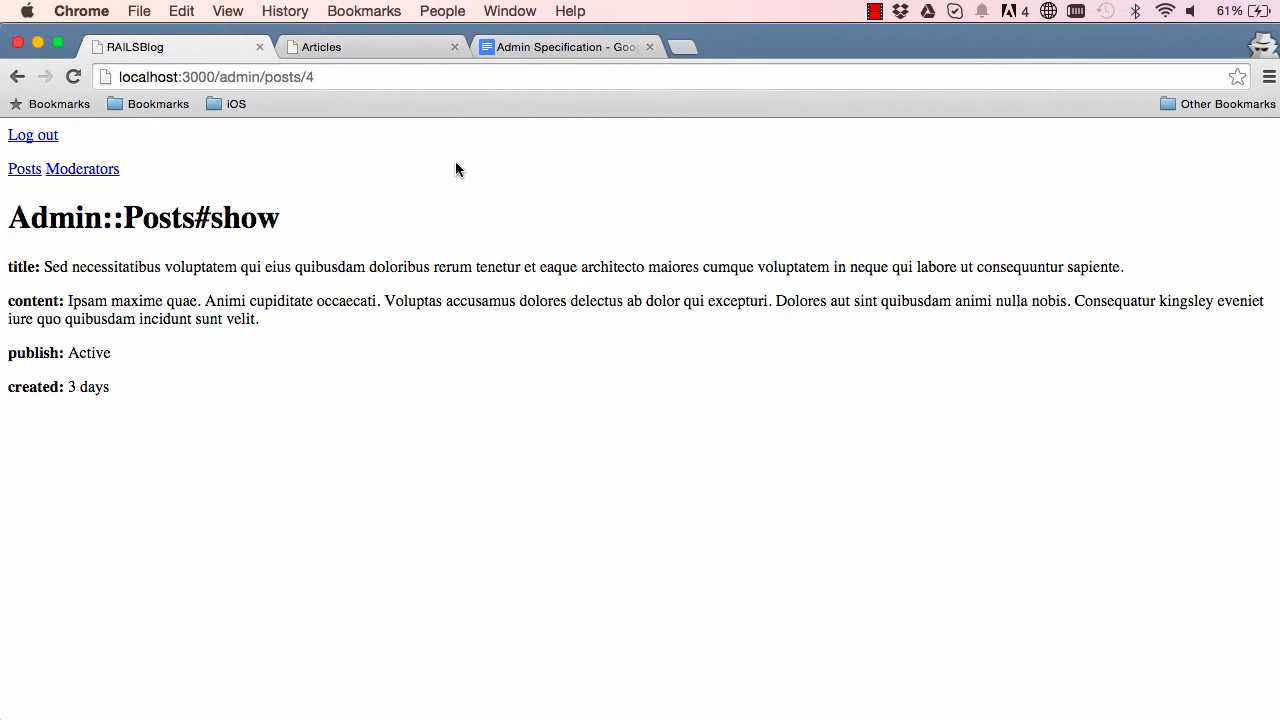 Chrome File Edit View History Bookmarks People Window Help 4 61%
RAILSBlog Articles Admin Specification - Goo
localhost:3000/admin/posts/4
Bookmarks Bookmarks iOS Other Bookmarks
Log out
Posts Moderators
Admin::Posts#show
title: Sed necessitatibus voluptatem qui eius quibusdam doloribus rerum tenetur et eaque architecto maiores cumque voluptatem in neque qui labore ut consequuntur sapiente.
content: Ipsam maxime quae. Animi cupiditate occaecati. Voluptas accusamus dolores delectus ab dolor qui excepturi. Dolores aut sint quibusdam animi nulla nobis. Consequatur kingsley eveniet
iure quo quibusdam incidunt sunt velit.
publish: Active
created: 3 days